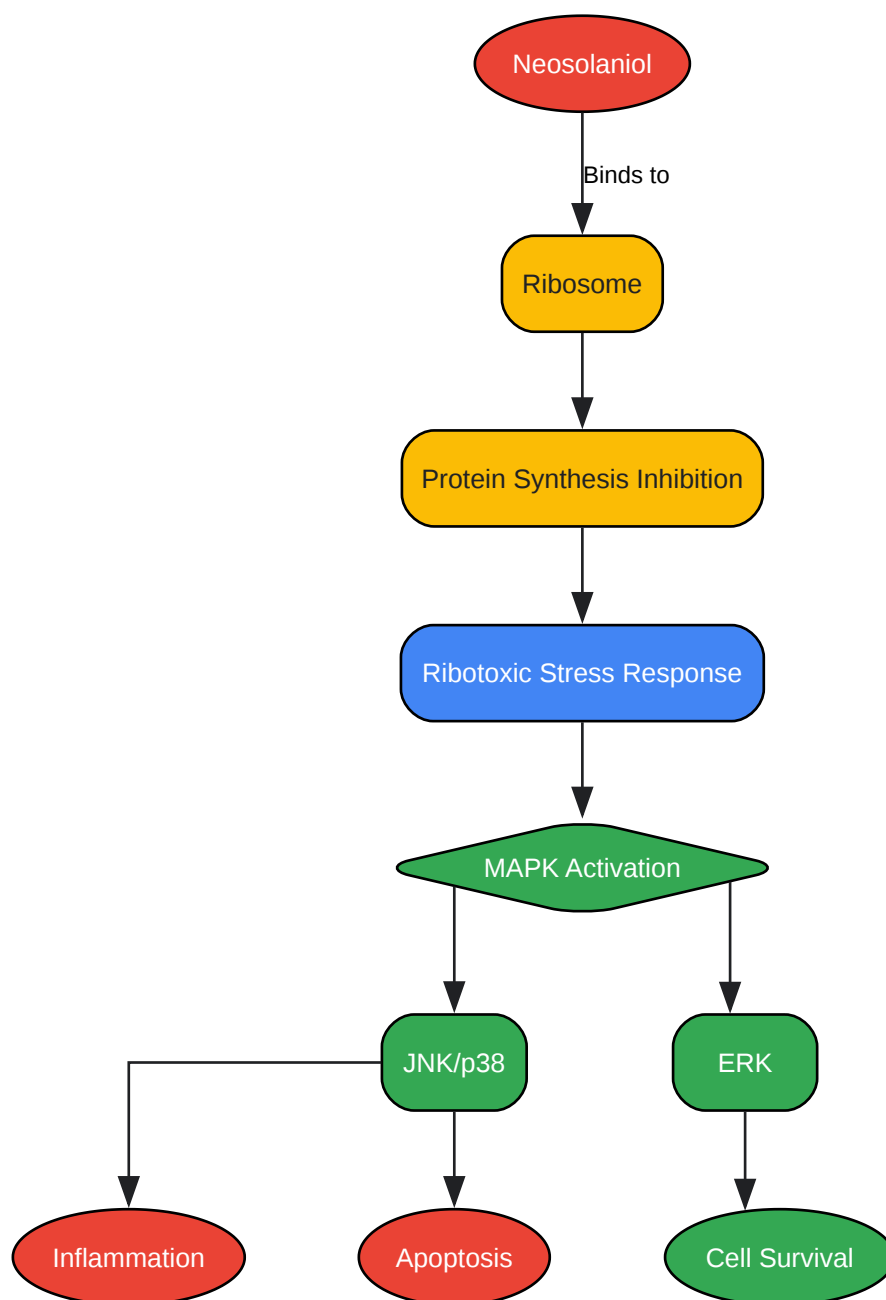 Neosolaniol
Binds to
Ribosome
Protein Synthesis Inhibition
Ribotoxic Stress Response
MAPK Activation
JNK/p38
ERK
Inflammation
Apoptosis
Cell Survival